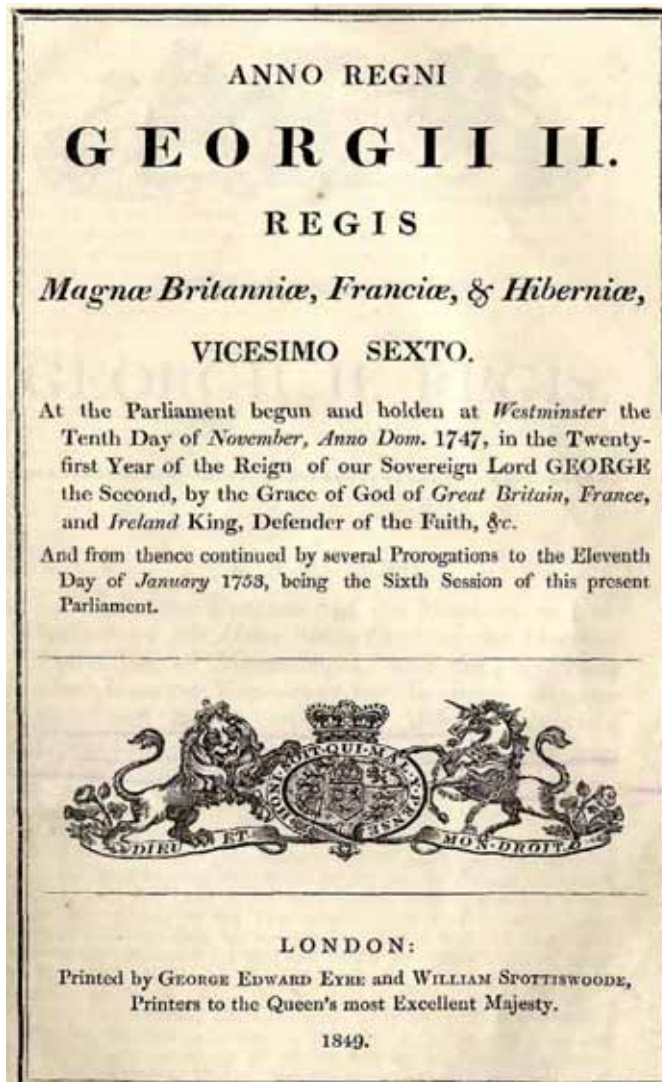 ANNO REGNI
GEORGII II.
REGIS
Magnæ Britanniæ, Franciæ, & Hiberniæ,
VICESIMO SEXTO.
At the Parliament begun and holden at Westminster the
Tenth Day of November, Anno Dom. 1747, in the Twenty-
first Year of the Reign of our Sovereign Lord GEORGE
the Second, by the Grace of God of Great Britain, France,
and Ireland King, Defender of the Faith, &c.
And from thence continued by several Prorogations to the Eleventh
Day of January 1753, being the Sixth Session of this present
Parliament.
HONI·SOIT·QUI·MAL·Y·PENSE
DIEU ET MON·DROIT.
LONDON:
Printed by GEORGE EDWARD EYRE and WILLIAM SPOTTISWOODE,
Printers to the Queen's most Excellent Majesty.
1849.